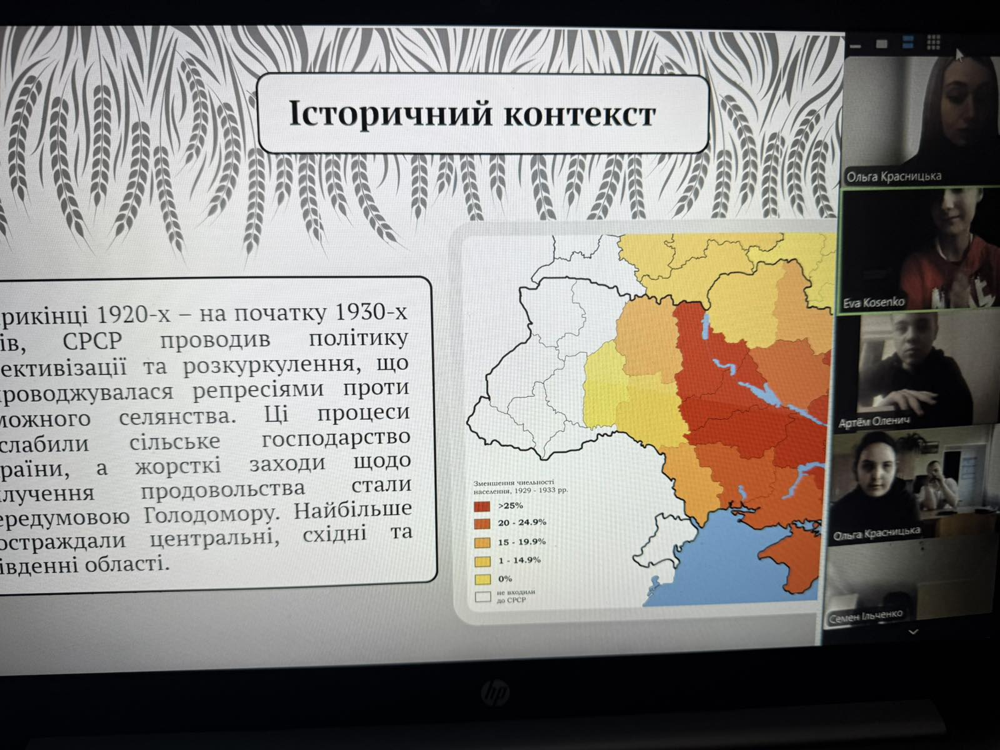 Історичний контекст
рикінці 1920-х – на початку 1930-х
ів, СРСР проводив політику
ективізації та розкуркулення, що
роводжувалася репресіями проти
можного селянства. Ці процеси
слабили сільське господарство
раїни, а жорсткі заходи щодо
лучення продовольства стали
ередумовою Голодомору. Найбільше
остраждали центральні, східні та
івденні області.
Зменшення чисельності
населення, 1929 - 1933 рр.
>25%
20 - 24.9%
15 - 19.9%
1 - 14.9%
0%
не входили
до СРСР
Ольга Красницька
Eva Kosenko
Артём Оленич
Ольга Красницька
Семен Ільченко
hp